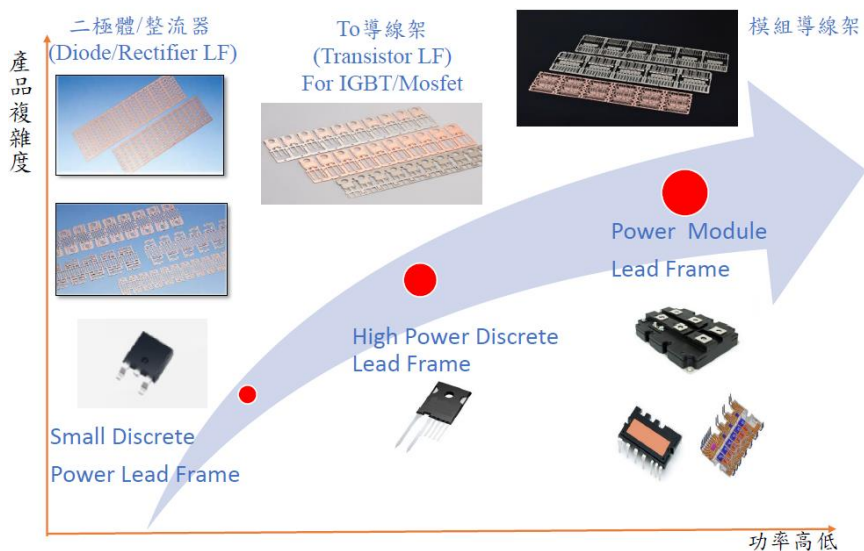 二極體/整流器
(Diode/Rectifier LF)
To導線架
(Transistor LF)
For IGBT/Mosfet
模組導線架
產品複雜度
Power Module
Lead Frame
High Power Discrete
Lead Frame
Small Discrete
Power Lead Frame
功率高低